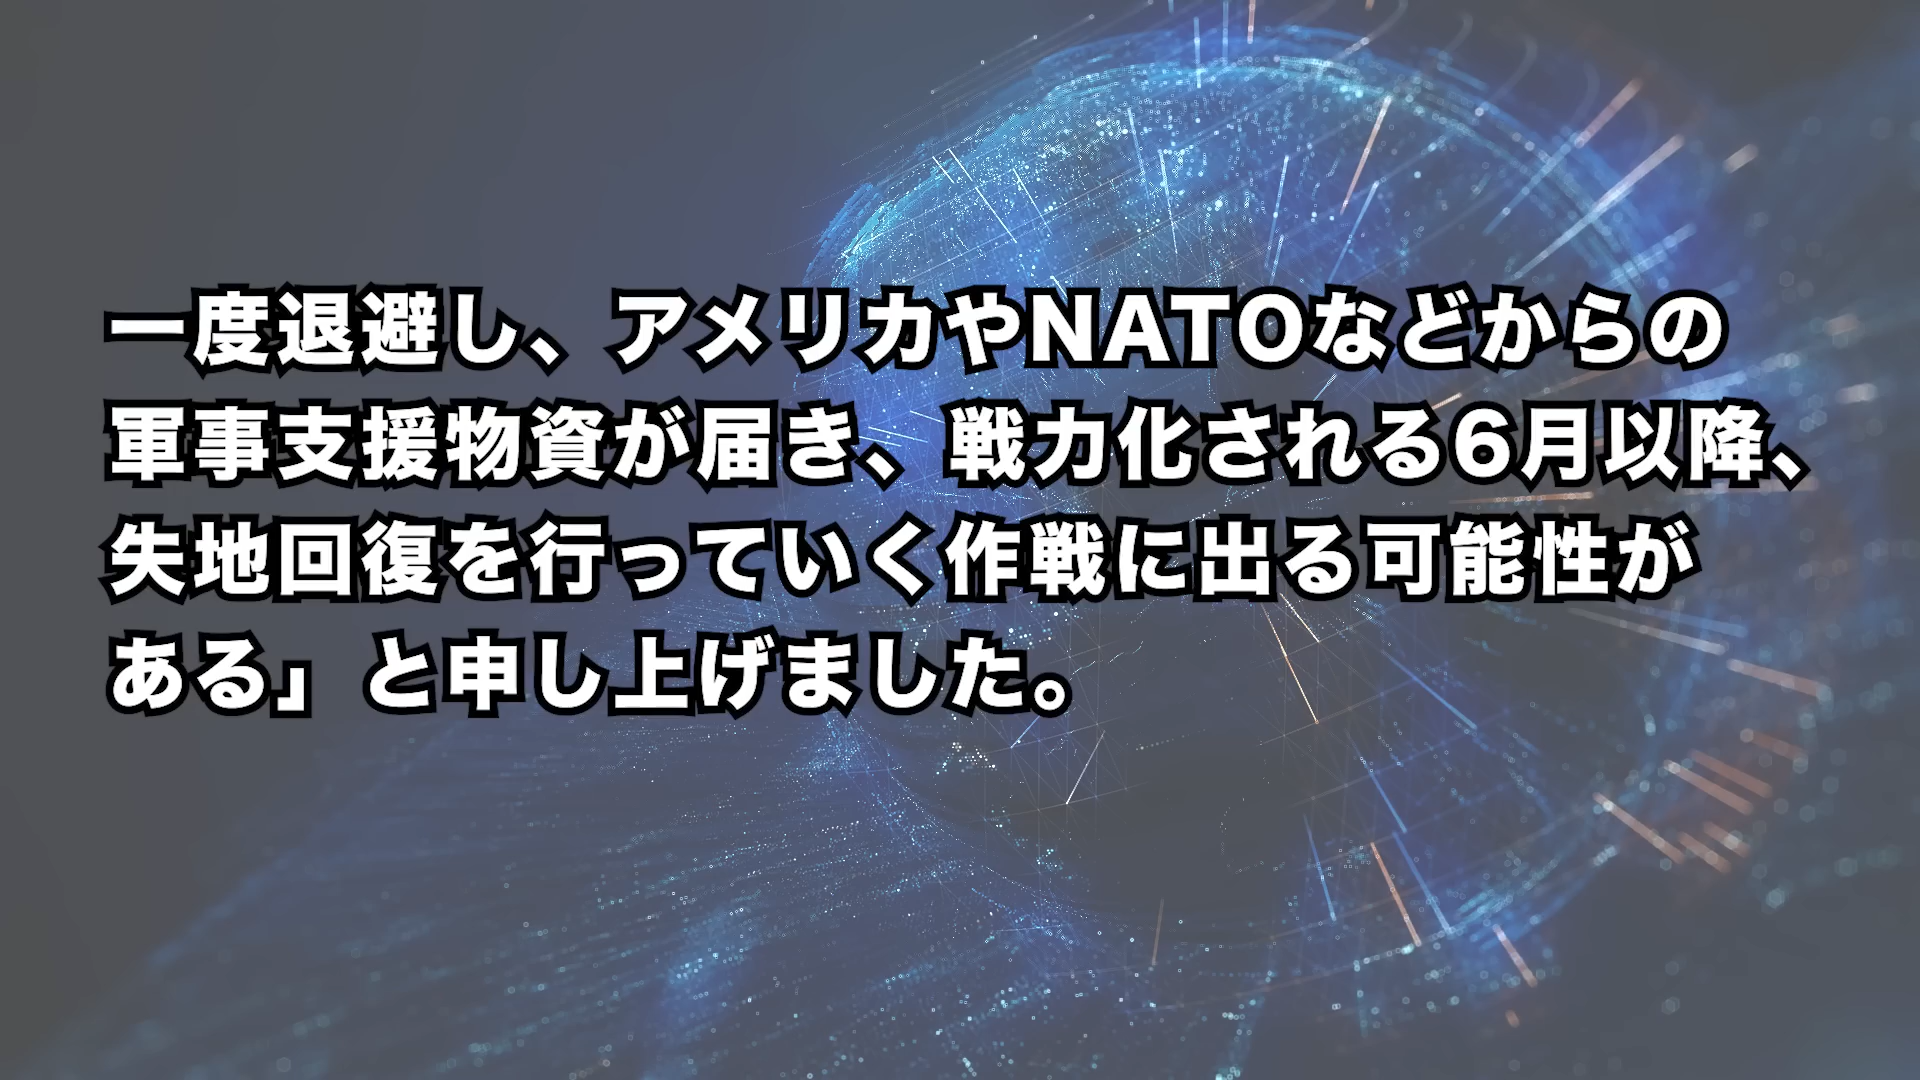 一度退避し、アメリカやNATOなどからの
軍事支援物資が届き、戦力化される6月以降、
失地回復を行っていく作戦に出る可能性が
ある」と申し上げました。